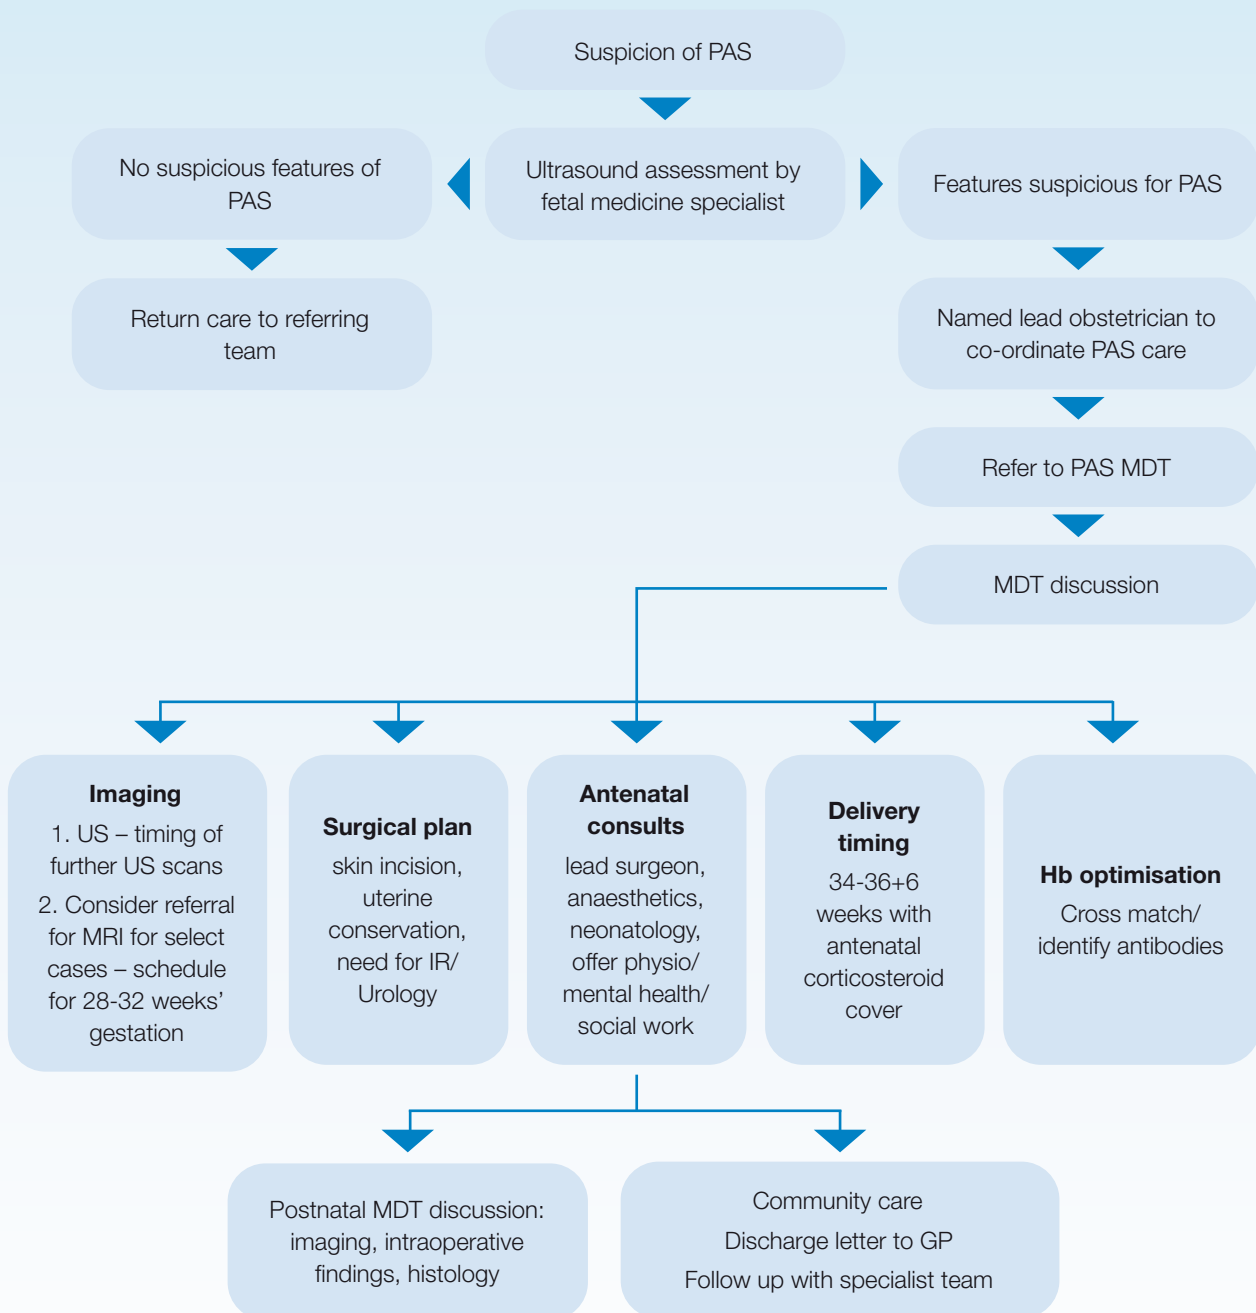 Suspicion of PAS
No suspicious features of
PAS
Ultrasound assessment by
fetal medicine specialist
Features suspicious for PAS
Return care to referring
team
Named lead obstetrician to
co-ordinate PAS care
Refer to PAS MDT
MDT discussion
Imaging
1. US – timing of
further US scans
2. Consider referral
for MRI for select
cases – schedule
for 28-32 weeks’
gestation
Surgical plan
skin incision,
uterine
conservation,
need for IR/
Urology
Antenatal
consults
lead surgeon,
anaesthetics,
neonatology,
offer physio/
mental health/
social work
Delivery
timing
34-36+6
weeks with
antenatal
corticosteroid
cover
Hb optimisation
Cross match/
identify antibodies
Postnatal MDT discussion:
imaging, intraoperative
findings, histology
Community care
Discharge letter to GP
Follow up with specialist team